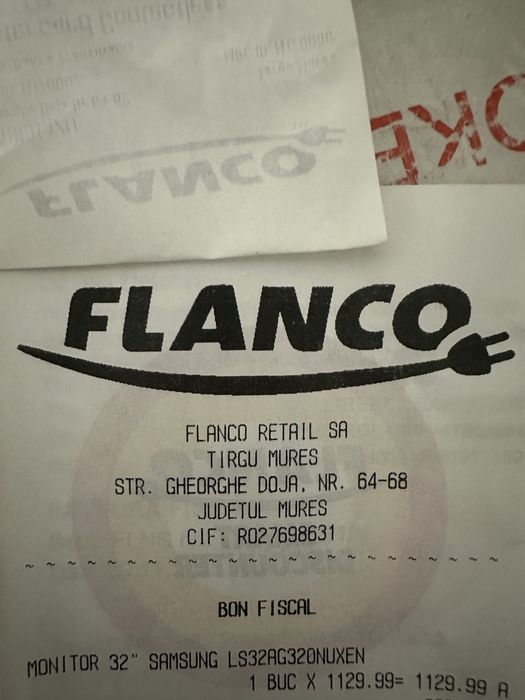 FLANCO
FLANCO
FLANCO RETAIL SA
TIRGU MURES
STR. GHEORGHE DOJA, NR. 64-68
JUDETUL MURES
CIF: RO27698631
BON FISCAL
MONITOR 32" SAMSUNG LS32AG320NUXEN
1 BUC X 1129.99= 1129.99 A